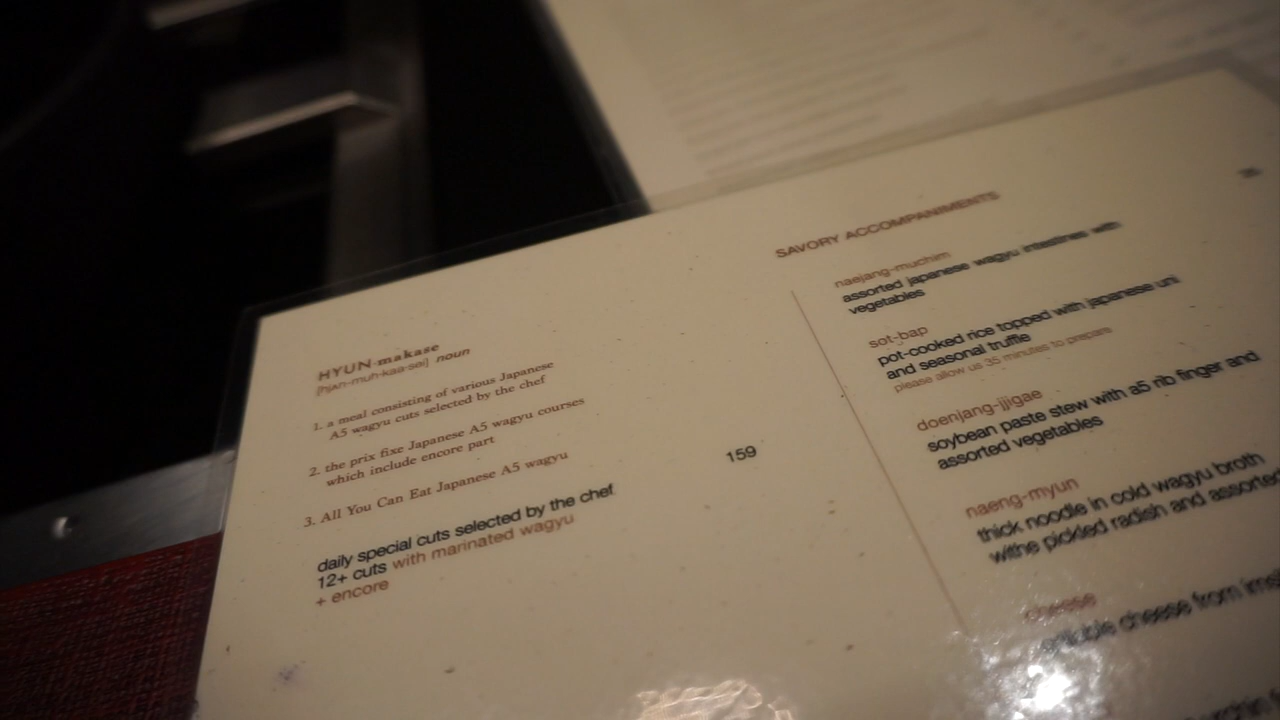 HYUN-makase
[hjʌn-muh-kaa-sei] noun
1. a meal consisting of various Japanese
A5 wagyu cuts selected by the chef
2. the prix fixe Japanese A5 wagyu courses
which include encore part
3. All You Can Eat Japanese A5 wagyu
daily special cuts selected by the chef
12+ cuts with marinated wagyu
+ encore
159
SAVORY ACCOMPANIMENTS
naejang-muchim
assorted japanese wagyu intestines with
vegetables
sot-bap
pot-cooked rice topped with japanese uni
and seasonal truffle
please allow us 35 minutes to prepare
doenjang-jjigae
soybean paste stew with a5 rib finger and
assorted vegetables
naeng-myun
thick noodle in cold wagyu broth
withe pickled radish and assorted
cheese
cheese from